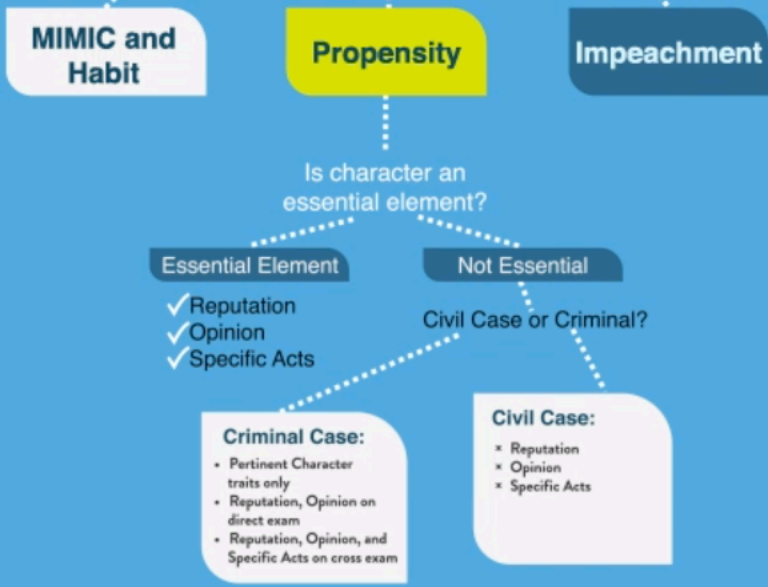 MIMIC and
Habit
Propensity
Impeachment
Is character an
essential element?
Essential Element
Not Essential
✓Reputation
✓Opinion
✓Specific Acts
Civil Case or Criminal?
Criminal Case:
• Pertinent Character
traits only
• Reputation, Opinion on
direct exam
• Reputation, Opinion, and
Specific Acts on cross exam
Civil Case:
× Reputation
× Opinion
× Specific Acts